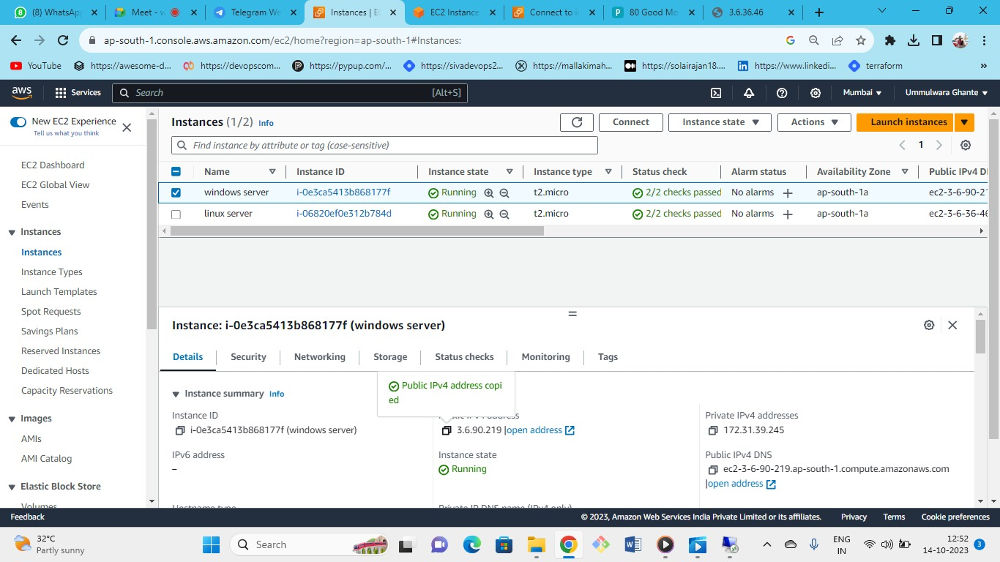 (8) WhatsApp
Meet - w
Telegram We
Instances | EC
EC2 Instance
Connect to i
80 Good Mo
3.6.36.46
ap-south-1.console.aws.amazon.com/ec2/home?region=ap-south-1#Instances:
YouTube
https://awesome-d...
https://devopscom...
https://pypup.com/...
https://sivadevops2...
https://mallakimah...
https://solairajan18....
https://www.linkedi...
terraform
aws
Services
Search
[Alt+S]
Mumbai
Ummulwara Ghante
New EC2 Experience
Tell us what you think
EC2 Dashboard
EC2 Global View
Events
Instances
Instances
Instance Types
Launch Templates
Spot Requests
Savings Plans
Reserved Instances
Dedicated Hosts
Capacity Reservations
Images
AMIs
AMI Catalog
Elastic Block Store
Volumes
Instances (1/2) Info
Connect
Instance state
Actions
Launch instances
Find instance by attribute or tag (case-sensitive)
1
Name Instance ID Instance state Instance type Status check Alarm status Availability Zone Public IPv4 D
windows server i-0e3ca5413b868177f Running t2.micro 2/2 checks passed No alarms + ap-south-1a ec2-3-6-90-21
linux server i-06820ef0e312b784d Running t2.micro 2/2 checks passed No alarms + ap-south-1a ec2-3-6-36-46
Instance: i-0e3ca5413b868177f (windows server)
Details Security Networking Storage Status checks Monitoring Tags
Public IPv4 address copi
ed
Instance summary Info
Instance ID
i-0e3ca5413b868177f (windows server)
Public IPv4 address
3.6.90.219 |open address
Private IPv4 addresses
172.31.39.245
IPv6 address
–
Instance state
Running
Public IPv4 DNS
ec2-3-6-90-219.ap-south-1.compute.amazonaws.com
|open address
Hostname type
Private IP DNS name (IPv4 only)
Feedback
© 2023, Amazon Web Services India Private Limited or its affiliates.
Privacy
Terms
Cookie preferences
32°C
Partly sunny
Search
ENG
IN
12:52
14-10-2023
3